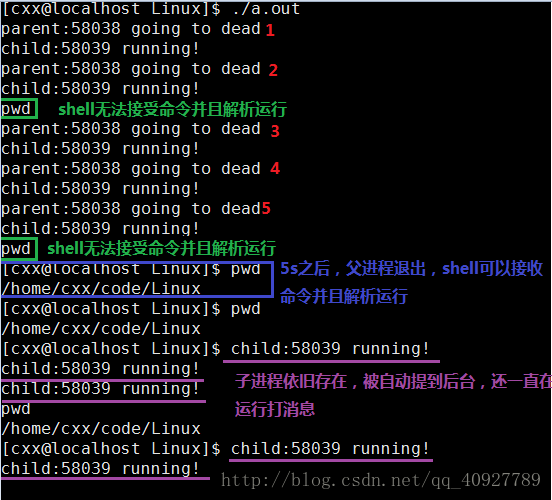 [cxx@localhost Linux]$ ./a.out
parent:58038 going to dead 1
child:58039 running!
parent:58038 going to dead 2
child:58039 running!
pwd shell无法接受命令并且解析运行
parent:58038 going to dead 3
child:58039 running!
parent:58038 going to dead 4
child:58039 running!
parent:58038 going to dead5
child:58039 running!
pwd shell无法接受命令并且解析运行
[cxx@localhost Linux]$ pwd 5s之后，父进程退出，shell可以接收
/home/cxx/code/Linux 命令并且解析运行
[cxx@localhost Linux]$ pwd
/home/cxx/code/Linux
[cxx@localhost Linux]$ child:58039 running!
child:58039 running! 子进程依旧存在，被自动提到后台，还一直在
child:58039 running!
pwd 运行打消息
/home/cxx/code/Linux
[cxx@localhost Linux]$ child:58039 running!
child:58039 running! http://blog.csdn.net/qq_40927789